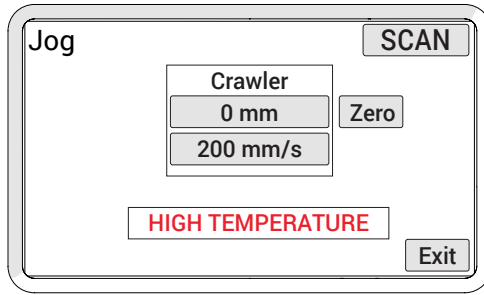 Jog
SCAN
Crawler
0 mm
Zero
200 mm/s
HIGH TEMPERATURE
Exit